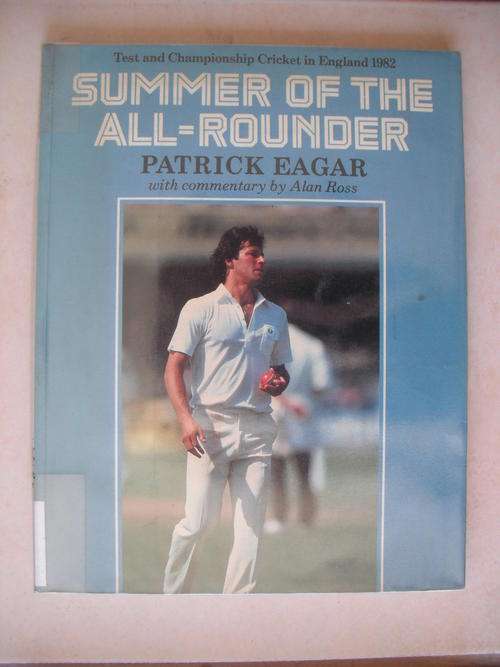 Test and Championship Cricket in England 1982
SUMMER OF THE
ALL-ROUNDER
PATRICK EAGAR
with commentary by Alan Ross